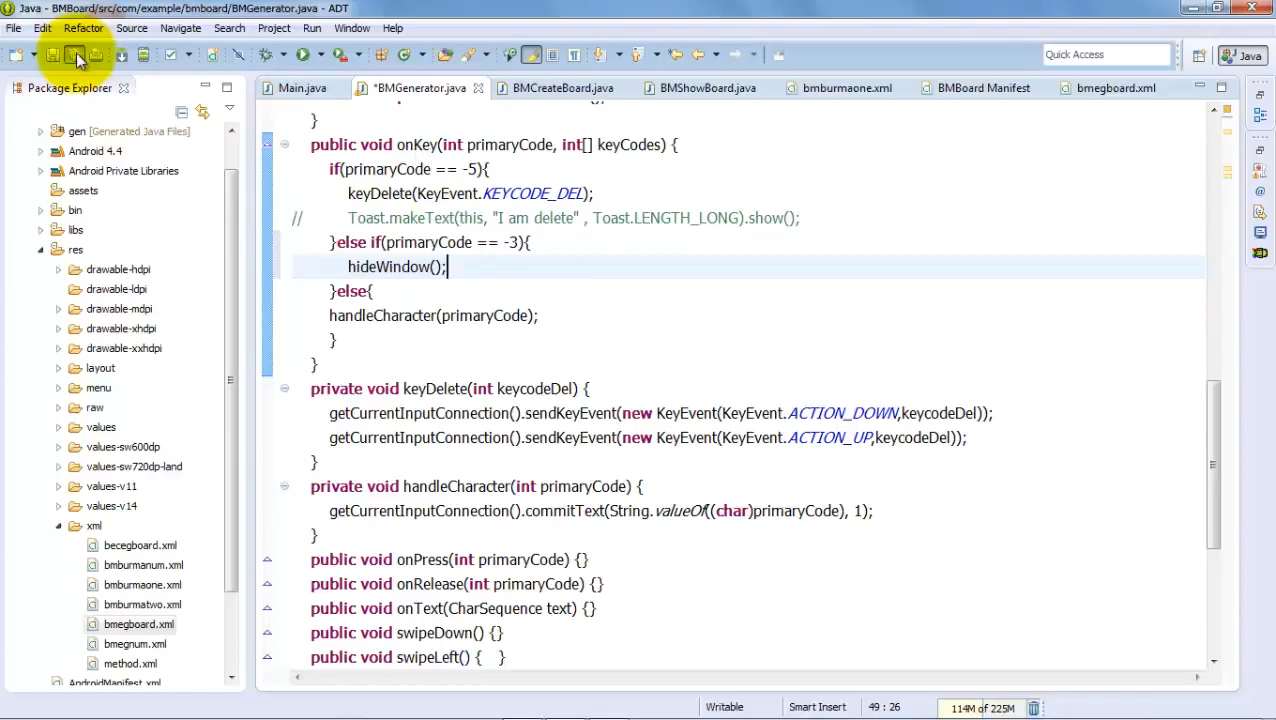 Java - BMBoard/src/com/example/bmboard/BMGenerator.java - ADT
File Edit Refactor Source Navigate Search Project Run Window Help
Quick Access Java
Package Explorer
Main.java *BMGenerator.java BMCreateBoard.java BMShowBoard.java bmburmaone.xml BMBoard Manifest bmegboard.xml
gen [Generated Java Files]
Android 4.4
Android Private Libraries
assets
bin
libs
res
drawable-hdpi
drawable-ldpi
drawable-mdpi
drawable-xhdpi
drawable-xxhdpi
layout
menu
raw
values
values-sw600dp
values-sw720dp-land
values-v11
values-v14
xml
becegboard.xml
bmburmanum.xml
bmburmaone.xml
bmburmatwo.xml
bmegboard.xml
bmegnum.xml
method.xml
AndroidManifest.xml
}
public void onKey(int primaryCode, int[] keyCodes) {
if(primaryCode == -5){
keyDelete(KeyEvent.KEYCODE_DEL);
// Toast.makeText(this, "I am delete" , Toast.LENGTH_LONG).show();
}else if(primaryCode == -3){
hideWindow();
}else{
handleCharacter(primaryCode);
}
}
private void keyDelete(int keycodeDel) {
getCurrentInputConnection().sendKeyEvent(new KeyEvent(KeyEvent.ACTION_DOWN,keycodeDel));
getCurrentInputConnection().sendKeyEvent(new KeyEvent(KeyEvent.ACTION_UP,keycodeDel));
}
private void handleCharacter(int primaryCode) {
getCurrentInputConnection().commitText(String.valueOf((char)primaryCode), 1);
}
public void onPress(int primaryCode) {}
public void onRelease(int primaryCode) {}
public void onText(CharSequence text) {}
public void swipeDown() {}
public void swipeLeft() { }
Writable Smart Insert 49 : 26 114M of 225M